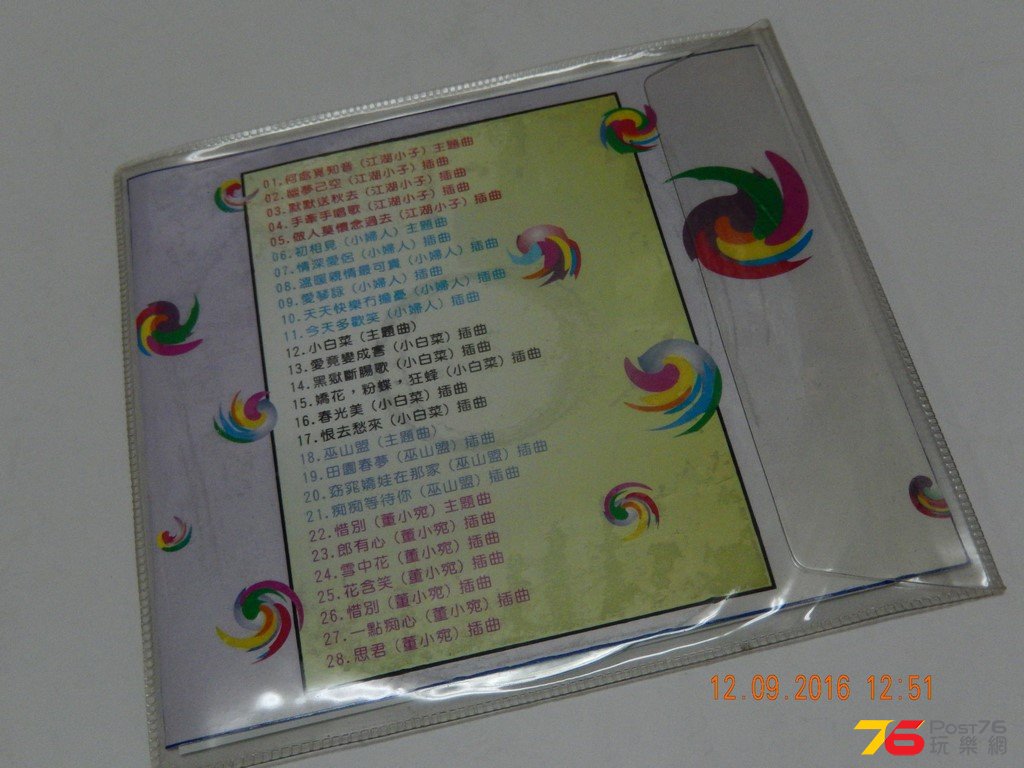 01.何處覓知音(江湖小子)主題曲
02.幽夢己空(江湖小子)插曲
03.默默送秋去(江湖小子)插曲
04.手牽手唱歌(江湖小子)插曲
05.做人莫懷念過去(江湖小子)插曲
06.初相見(小婦人)主題曲
07.情深愛侶(小婦人)插曲
08.溫暖親情最可貴(小婦人)插曲
09.愛琴詠(小婦人)插曲
10.天天快樂冇擔憂(小婦人)插曲
11.今天多歡笑(小婦人)插曲
12.小白菜(主題曲)
13.愛竟變成害(小白菜)插曲
14.黑獄斷腸歌(小白菜)插曲
15.嬌花,粉蝶,狂蜂(小白菜)插曲
16.春光美(小白菜)插曲
17.恨去愁來(小白菜)插曲
18.巫山盟(主題曲)
19.田園春夢(巫山盟)插曲
20.窈窕嬌娃在那家(巫山盟)插曲
21.痴痴等待你(巫山盟)插曲
22.惜別(董小宛)主題曲
23.郎有心(董小宛)插曲
24.雪中花(董小宛)插曲
25.花含笑(董小宛)插曲
26.惜別(董小宛)插曲
27.一點痴心(董小宛)插曲
28.思君(董小宛)插曲
12.09.2016 12:51
76 Post76
玩樂網